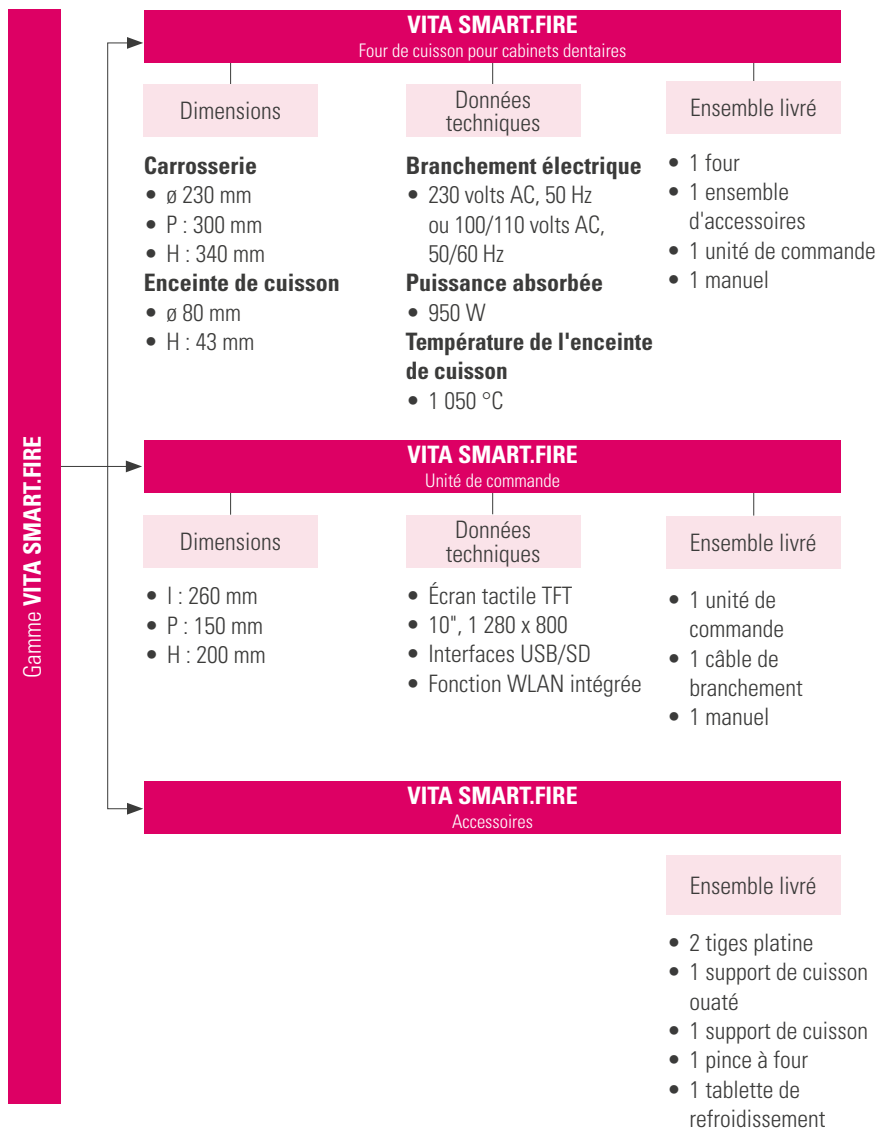 Gamme VITA SMART.FIRE
VITA SMART.FIRE
Four de cuisson pour cabinets dentaires
Dimensions
Carrosserie
• ø 230 mm
• P : 300 mm
• H : 340 mm
Enceinte de cuisson
• ø 80 mm
• H : 43 mm
Données
techniques
Branchement électrique
• 230 volts AC, 50 Hz
ou 100/110 volts AC,
50/60 Hz
Puissance absorbée
• 950 W
Température de l'enceinte
de cuisson
• 1 050 °C
Ensemble livré
• 1 four
• 1 ensemble
d'accessoires
• 1 unité de commande
• 1 manuel
VITA SMART.FIRE
Unité de commande
Dimensions
• l : 260 mm
• P : 150 mm
• H : 200 mm
Données
techniques
• Écran tactile TFT
• 10", 1 280 x 800
• Interfaces USB/SD
• Fonction WLAN intégrée
Ensemble livré
• 1 unité de
commande
• 1 câble de
branchement
• 1 manuel
VITA SMART.FIRE
Accessoires
Ensemble livré
• 2 tiges platine
• 1 support de cuisson
ouaté
• 1 support de cuisson
• 1 pince à four
• 1 tablette de
refroidissement